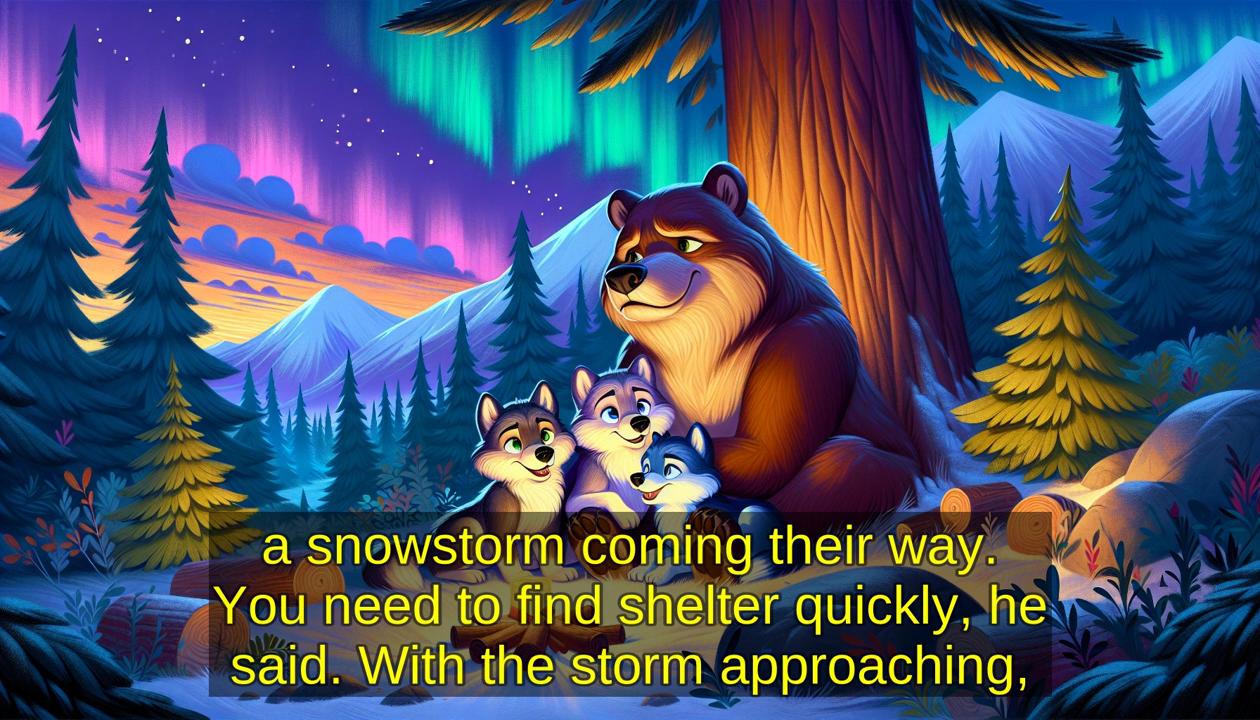 a snowstorm coming their way.
You need to find shelter quickly, he
said. With the storm approaching,